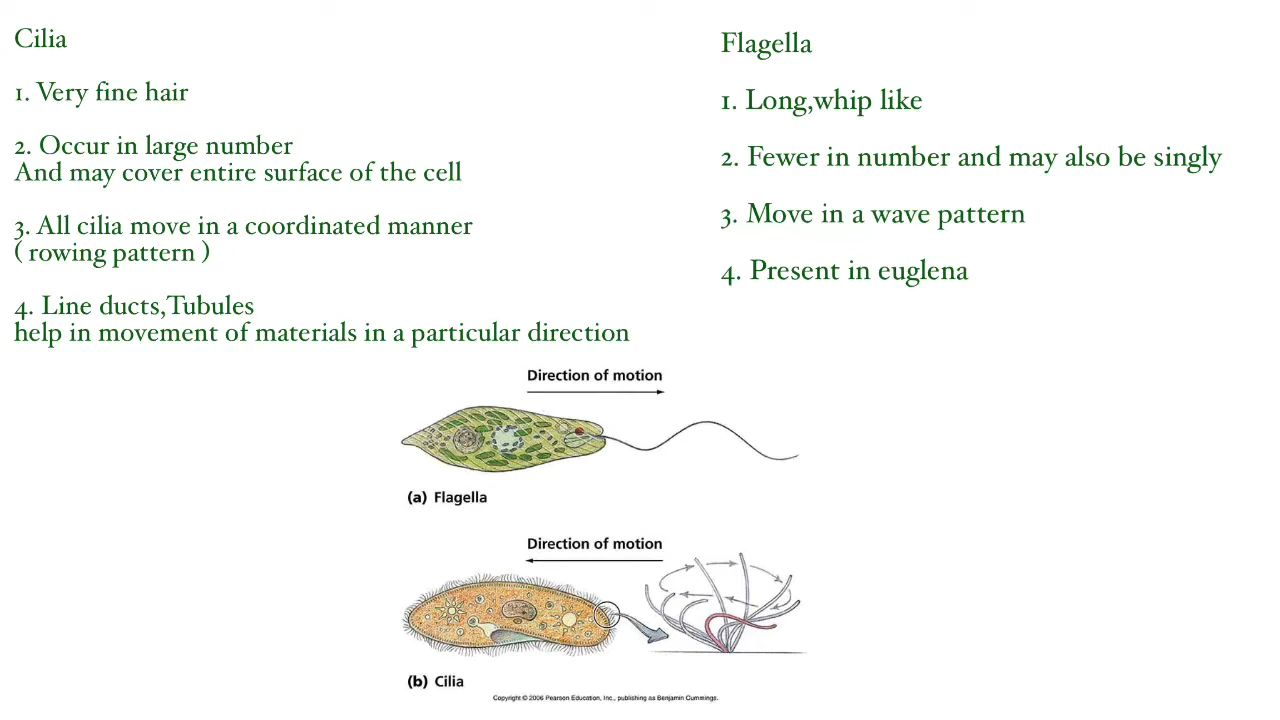 Cilia
1. Very fine hair
2. Occur in large number
And may cover entire surface of the cell
3. All cilia move in a coordinated manner
( rowing pattern )
4. Line ducts,Tubules
help in movement of materials in a particular direction
Flagella
1. Long,whip like
2. Fewer in number and may also be singly
3. Move in a wave pattern
4. Present in euglena
Direction of motion
(a) Flagella
Direction of motion
(b) Cilia
Copyright © 2006 Pearson Education, Inc., publishing as Benjamin Cummings.